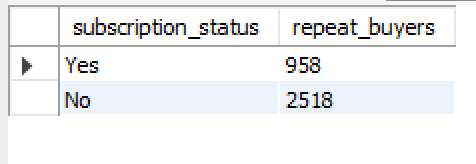 subscription_status repeat_buyers
Yes 958
No 2518